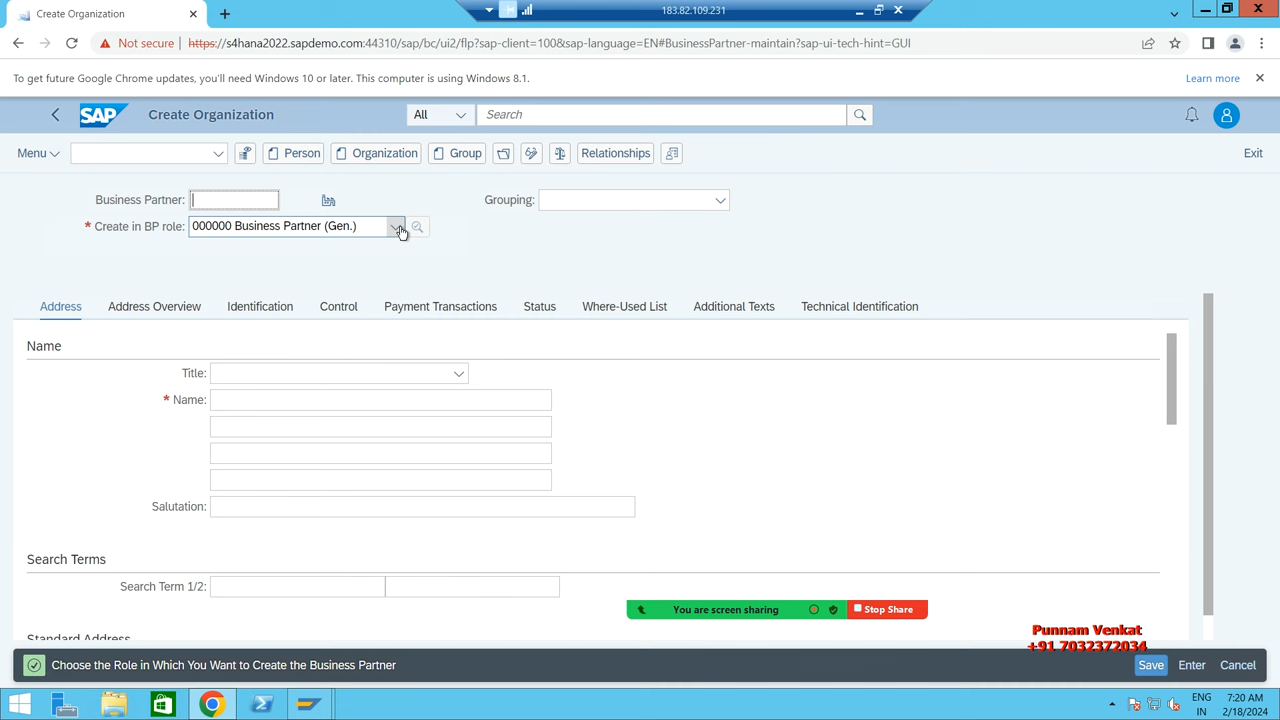 Create Organization
183.82.109.231
Not secure
https://s4hana2022.sapdemo.com:44310/sap/bc/ui2/flp?sap-client=100&sap-language=EN#BusinessPartner-maintain?sap-ui-tech-hint=GUI
To get future Google Chrome updates, you'll need Windows 10 or later. This computer is using Windows 8.1.
Learn more
SAP
Create Organization
All
Search
Menu
Person
Organization
Group
Relationships
Exit
Business Partner:
Grouping:
* Create in BP role:
000000 Business Partner (Gen.)
Address
Address Overview
Identification
Control
Payment Transactions
Status
Where-Used List
Additional Texts
Technical Identification
Name
Title:
* Name:
Salutation:
Search Terms
Search Term 1/2:
You are screen sharing
Stop Share
Standard Address
Punnam Venkat
+91 7032372034
Choose the Role in Which You Want to Create the Business Partner
Save
Enter
Cancel
ENG
IN
7:20 AM
2/18/2024